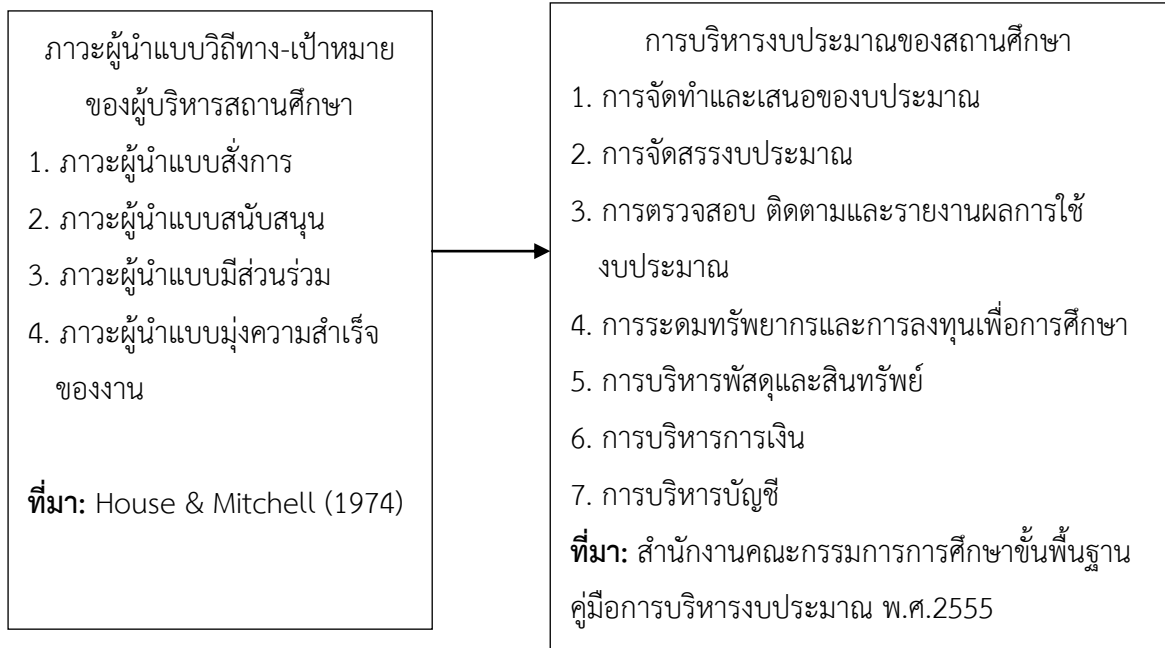 ภาวะผู้นำแบบวิถีทาง-เป้าหมาย
ของผู้บริหารสถานศึกษา
1. ภาวะผู้นำแบบสั่งการ
2. ภาวะผู้นำแบบสนับสนุน
3. ภาวะผู้นำแบบมีส่วนร่วม
4. ภาวะผู้นำแบบมุ่งความสำเร็จ
ของงาน
ที่มา: House & Mitchell (1974)
การบริหารงบประมาณของสถานศึกษา
1. การจัดทำและเสนอของบประมาณ
2. การจัดสรรงบประมาณ
3. การตรวจสอบ ติดตามและรายงานผลการใช้
งบประมาณ
4. การระดมทรัพยากรและการลงทุนเพื่อการศึกษา
5. การบริหารพัสดุและสินทรัพย์
6. การบริหารการเงิน
7. การบริหารบัญชี
ที่มา: สำนักงานคณะกรรมการการศึกษาขั้นพื้นฐาน
คู่มือการบริหารงบประมาณ พ.ศ.2555